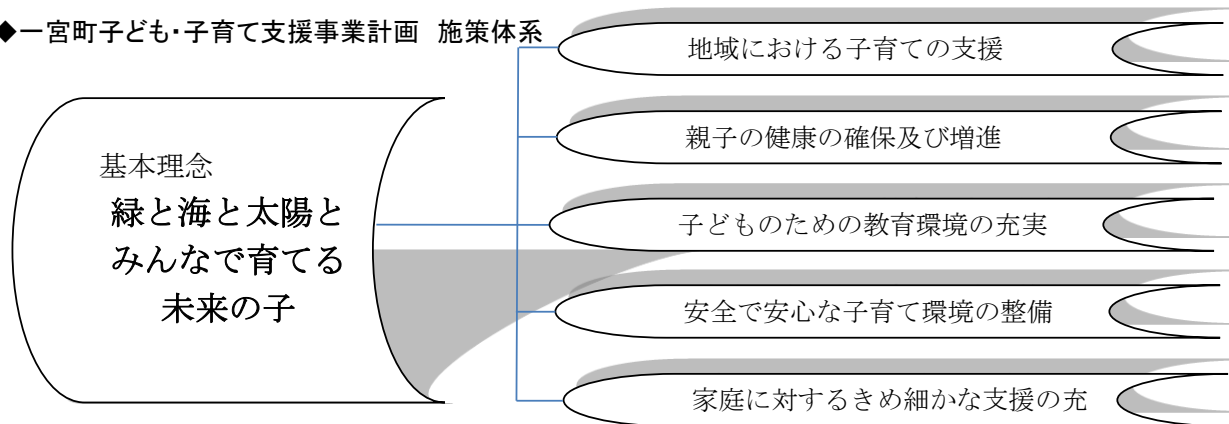 ◆一宮町子ども・子育て支援事業計画　施策体系
地域における子育ての支援
親子の健康の確保及び増進
基本理念
緑と海と太陽と
みんなで育てる
未来の子
子どものための教育環境の充実
安全で安心な子育て環境の整備
家庭に対するきめ細かな支援の充